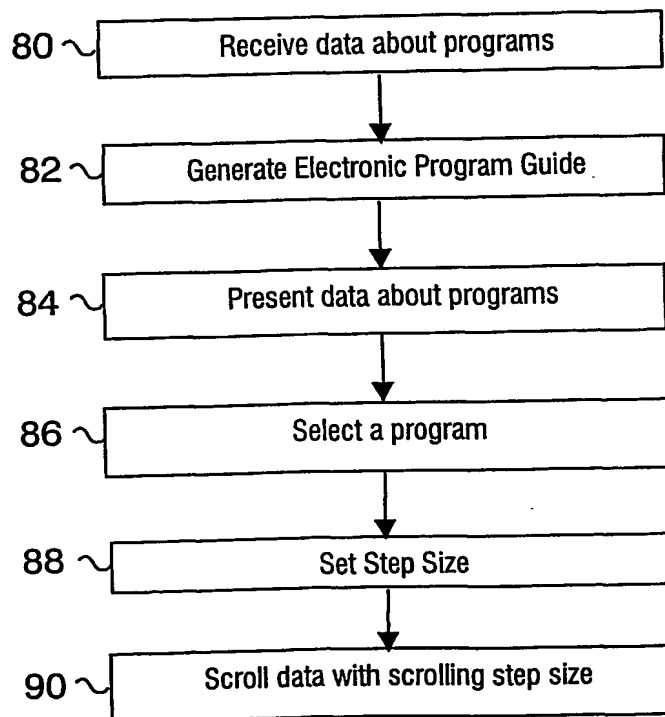 80 Receive data about programs
82 Generate Electronic Program Guide
84 Present data about programs
86 Select a program
88 Set Step Size
90 Scroll data with scrolling step size